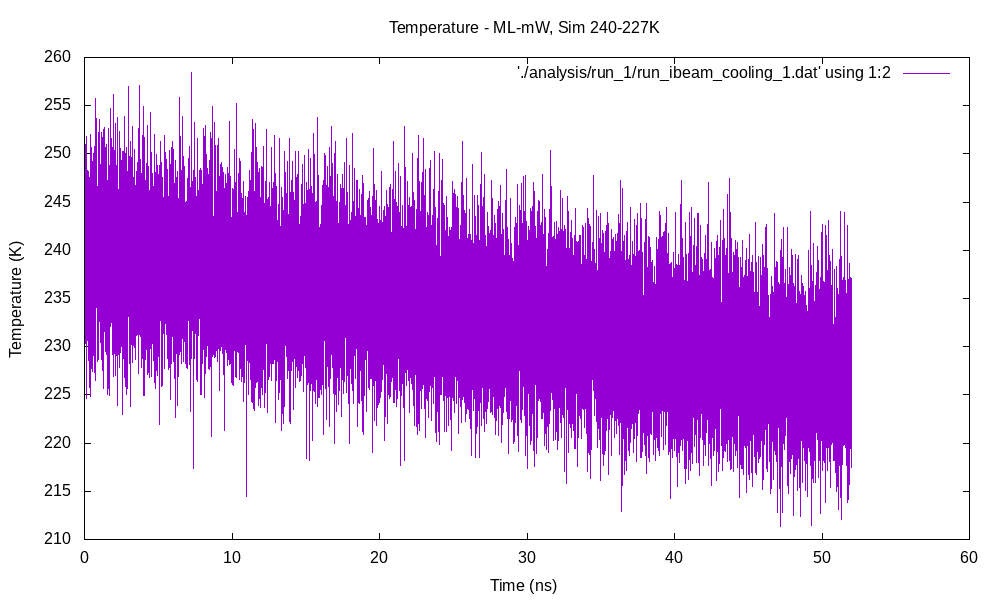 Temperature - ML-mW, Sim 240-227K
'./analysis/run_1/run_ibeam_cooling_1.dat' using 1:2
Temperature (K)
260
255
250
245
240
235
230
225
220
215
210
0 10 20 30 40 50 60
Time (ns)